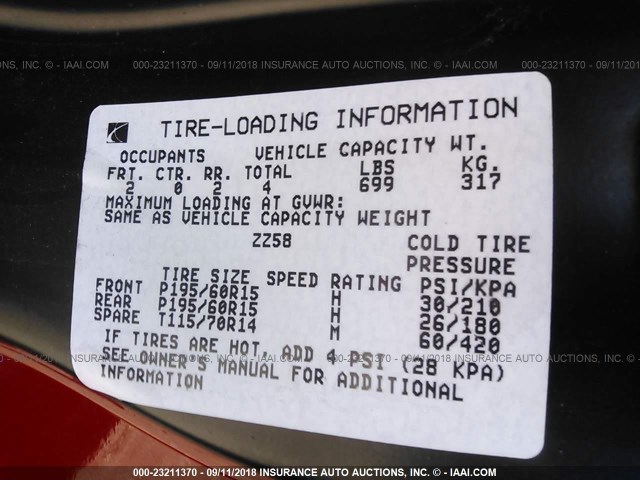 000-23211370 - 09/11/2018 INSURANCE AUTO AUCTIONS, INC. - IAAI.COM
TIRE-LOADING INFORMATION
OCCUPANTS VEHICLE CAPACITY WT.
FRT. CTR. RR. TOTAL LBS KG.
2 0 2 4 699 317
MAXIMUM LOADING AT GVWR:
SAME AS VEHICLE CAPACITY WEIGHT
ZZ58 COLD TIRE
PRESSURE
TIRE SIZE SPEED RATING PSI/KPA
FRONT P195/60R15 H 30/210
REAR P195/60R15 H 26/180
SPARE T115/70R14 M 60/420
IF TIRES ARE HOT, ADD 4 PSI (28 KPA)
SEE OWNER'S MANUAL FOR ADDITIONAL
INFORMATION
000-23211370 - 09/11/2018 INSURANCE AUTO AUCTIONS, INC. - IAAI.COM
000-23211370 - 09/11/2018 INSURANCE AUTO AUCTIONS, INC. - IAAI.COM